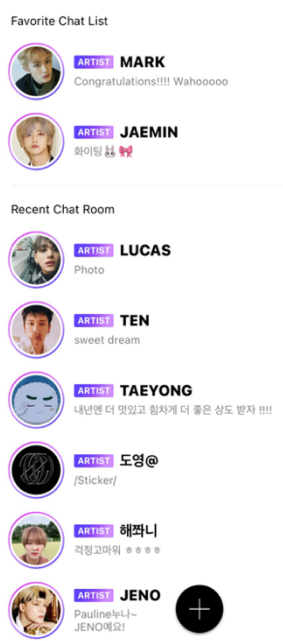 Favorite Chat List
ARTIST MARK
Congratulations!!!! Wahooooo
ARTIST JAEMIN
화이팅🐰🎀
Recent Chat Room
ARTIST LUCAS
Photo
ARTIST TEN
sweet dream
ARTIST TAEYONG
내년엔 더 멋있고 힘차게 더 좋은 상도 받자 !!!!
ARTIST 도영@
/Sticker/
ARTIST 해쫘니
걱정고마워 ㅎㅎㅎㅎ
ARTIST JENO
Pauline누나~
JENO예요!